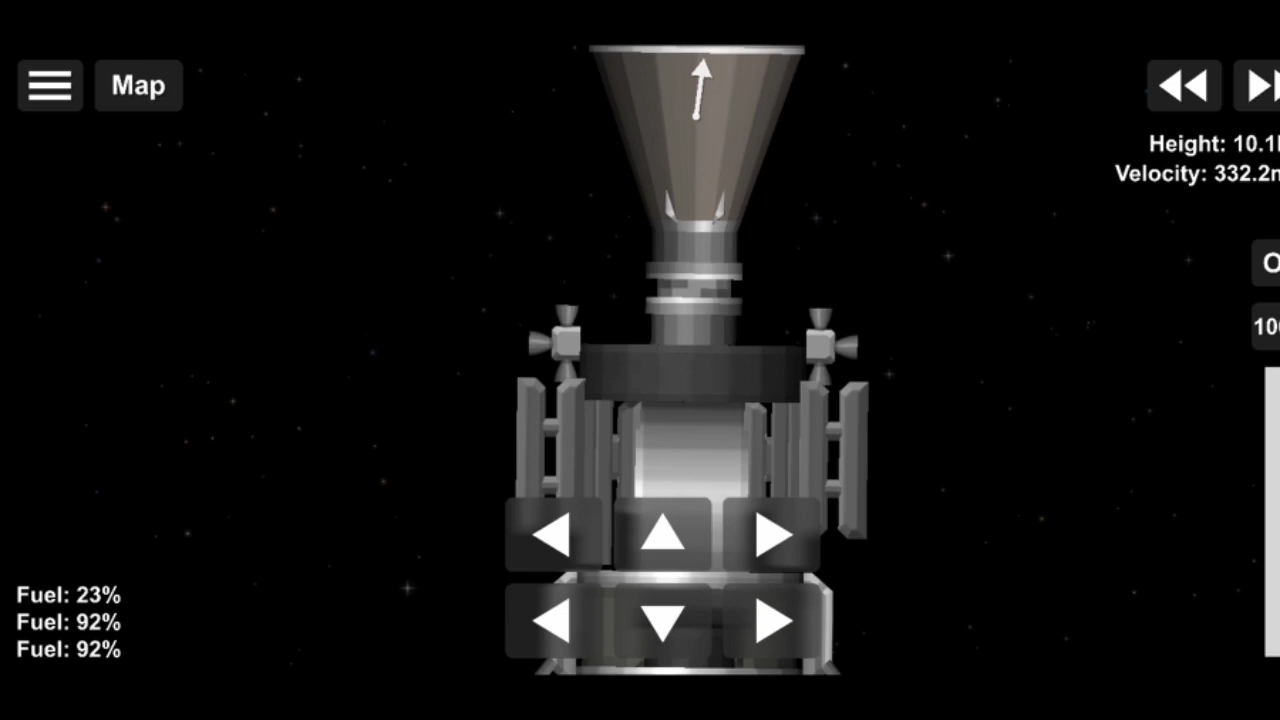 Map
Height: 10.1
Velocity: 332.2
Fuel: 23%
Fuel: 92%
Fuel: 92%